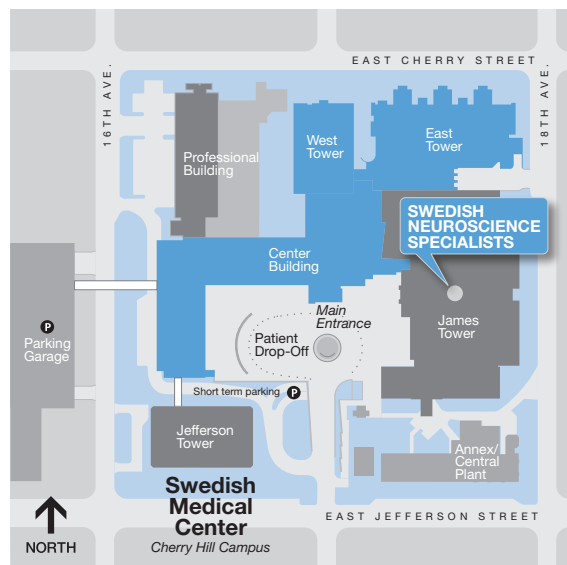 EAST CHERRY STREET
16TH AVE.
18TH AVE.
West
Tower
East
Tower
Professional
Building
SWEDISH
NEUROSCIENCE
SPECIALISTS
Center
Building
Main
Entrance
P
Parking
Garage
Patient
Drop-Off
James
Tower
Short term parking P
Jefferson
Tower
Annex/
Central
Plant
Swedish
Medical
Center
Cherry Hill Campus
EAST JEFFERSON STREET
NORTH